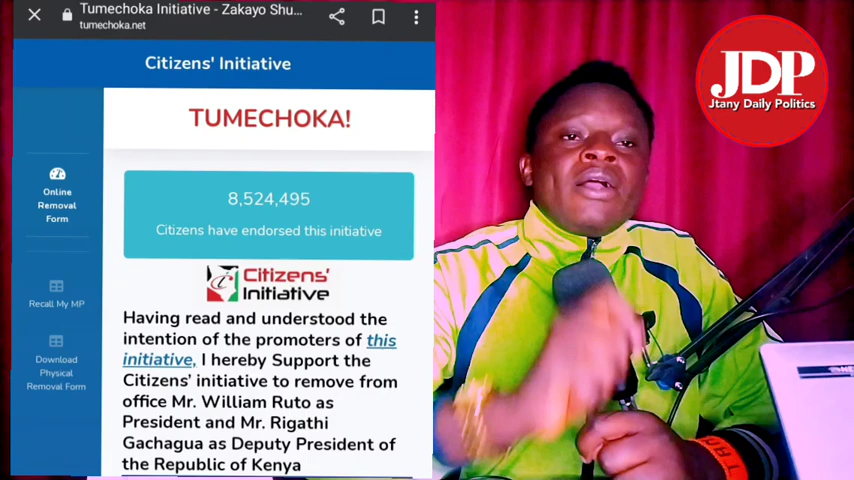 Tumechoka Initiative - Zakayo Shu...
tumechoka.net
Citizens' Initiative
TUMECHOKA!
8,524,495
Citizens have endorsed this initiative
Online
Removal
Form
Recall My MP
Download
Physical
Removal Form
Citizens'
Initiative
Having read and understood the
intention of the promoters of this
initiative, I hereby Support the
Citizens' initiative to remove from
office Mr. William Ruto as
President and Mr. Rigathi
Gachagua as Deputy President of
the Republic of Kenya
JDP
Jtany Daily Politics